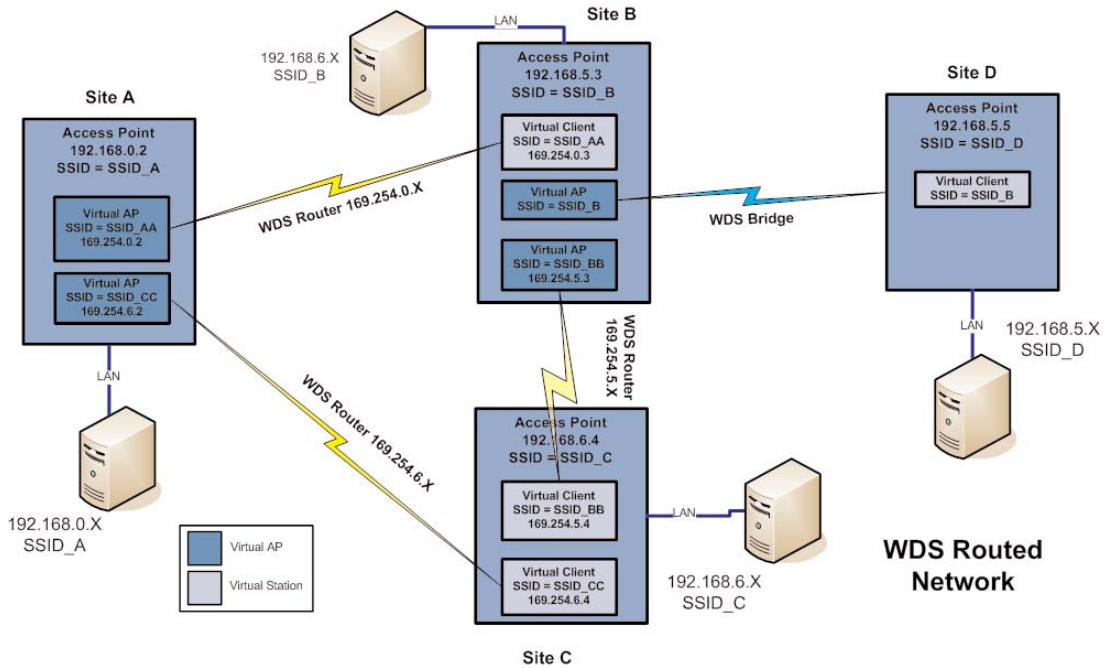 Site A
Access Point
192.168.0.2
SSID = SSID_A
Virtual AP
SSID = SSID_AA
169.254.0.2
Virtual AP
SSID = SSID_CC
169.254.6.2
LAN
192.168.0.X
SSID_A
Site B
LAN
192.168.6.X
SSID_B
Access Point
192.168.5.3
SSID = SSID_B
Virtual Client
SSID = SSID_AA
169.254.0.3
Virtual AP
SSID = SSID_B
Virtual AP
SSID = SSID_BB
169.254.5.3
WDS Router 169.254.0.X
WDS Bridge
Site D
Access Point
192.168.5.5
SSID = SSID_D
Virtual Client
SSID = SSID_B
LAN
192.168.5.X
SSID_D
WDS Router
169.254.5.X
WDS Router 169.254.6.X
Access Point
192.168.6.4
SSID = SSID_C
Virtual Client
SSID = SSID_BB
169.254.5.4
Virtual Client
SSID = SSID_CC
169.254.6.4
LAN
192.168.6.X
SSID_C
Site C
Virtual AP
Virtual Station
WDS Routed
Network